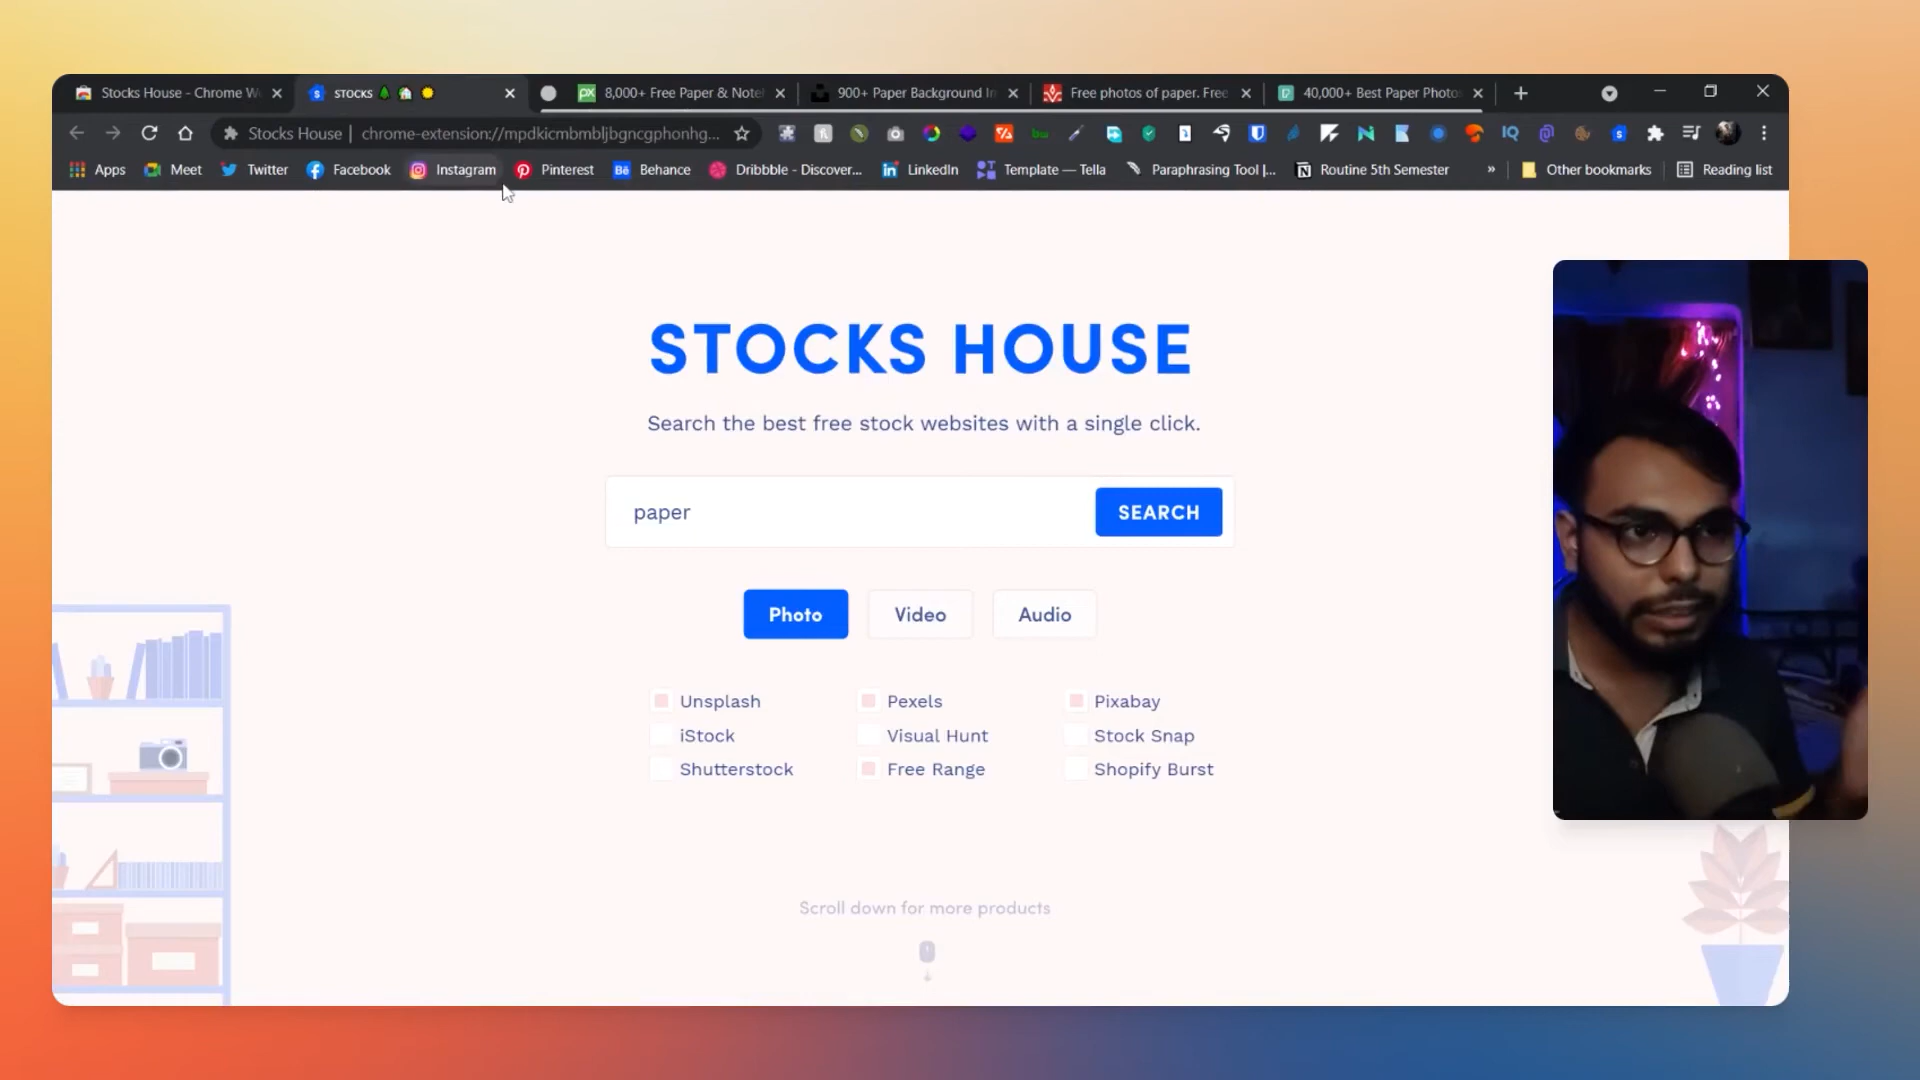 Stocks House - Chrome W
STOCKS
8,000+ Free Paper & Note
900+ Paper Background I
Free photos of paper. Free
40,000+ Best Paper Photo
Stocks House | chrome-extension://mpdkicmbmbljbgncgphonhg...
Apps
Meet
Twitter
Facebook
Instagram
Pinterest
Behance
Dribbble - Discover...
LinkedIn
Template — Tella
Paraphrasing Tool |...
Routine 5th Semester
»
Other bookmarks
Reading list
STOCKS HOUSE
Search the best free stock websites with a single click.
paper
SEARCH
Photo
Video
Audio
Unsplash
Pexels
Pixabay
iStock
Visual Hunt
Stock Snap
Shutterstock
Free Range
Shopify Burst
Scroll down for more products